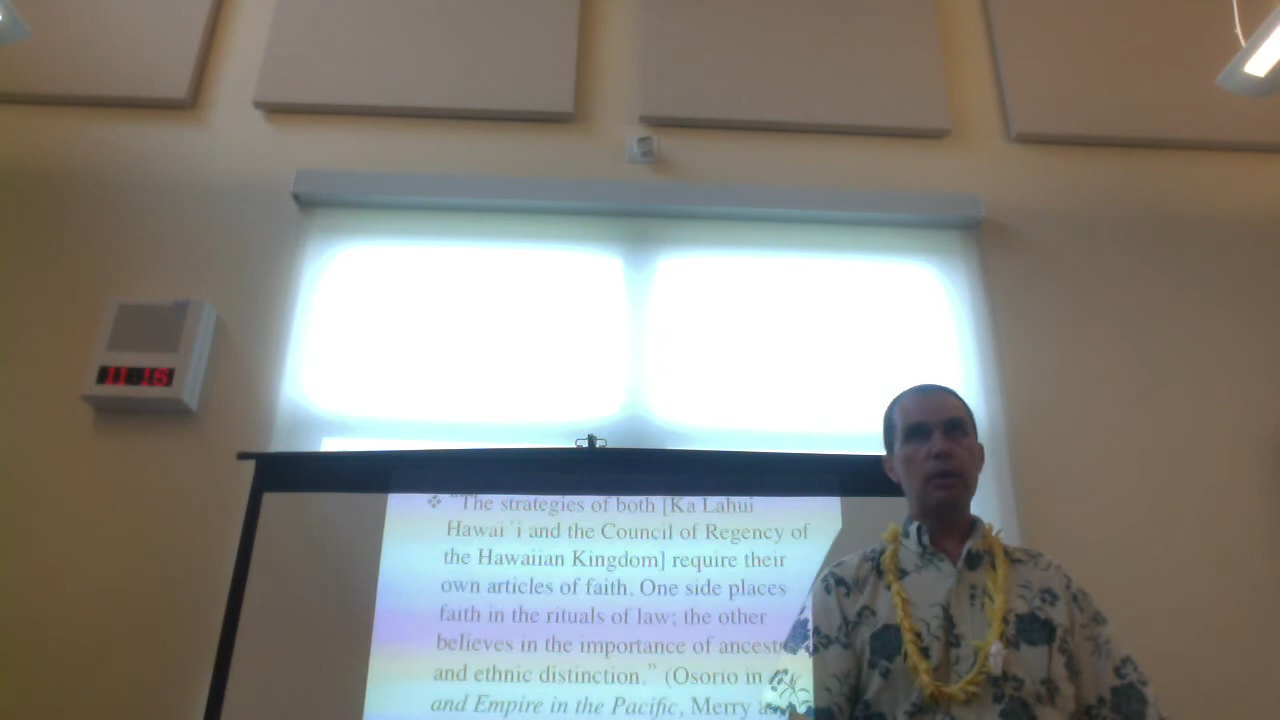 11 16
❖ "The strategies of both [Ka Lahui
Hawai ʻi and the Council of Regency of
the Hawaiian Kingdom] require their
own articles of faith. One side places
faith in the rituals of law; the other
believes in the importance of
and ethnic distinction." (Osorio in
and Empire in the Pacific, Merry